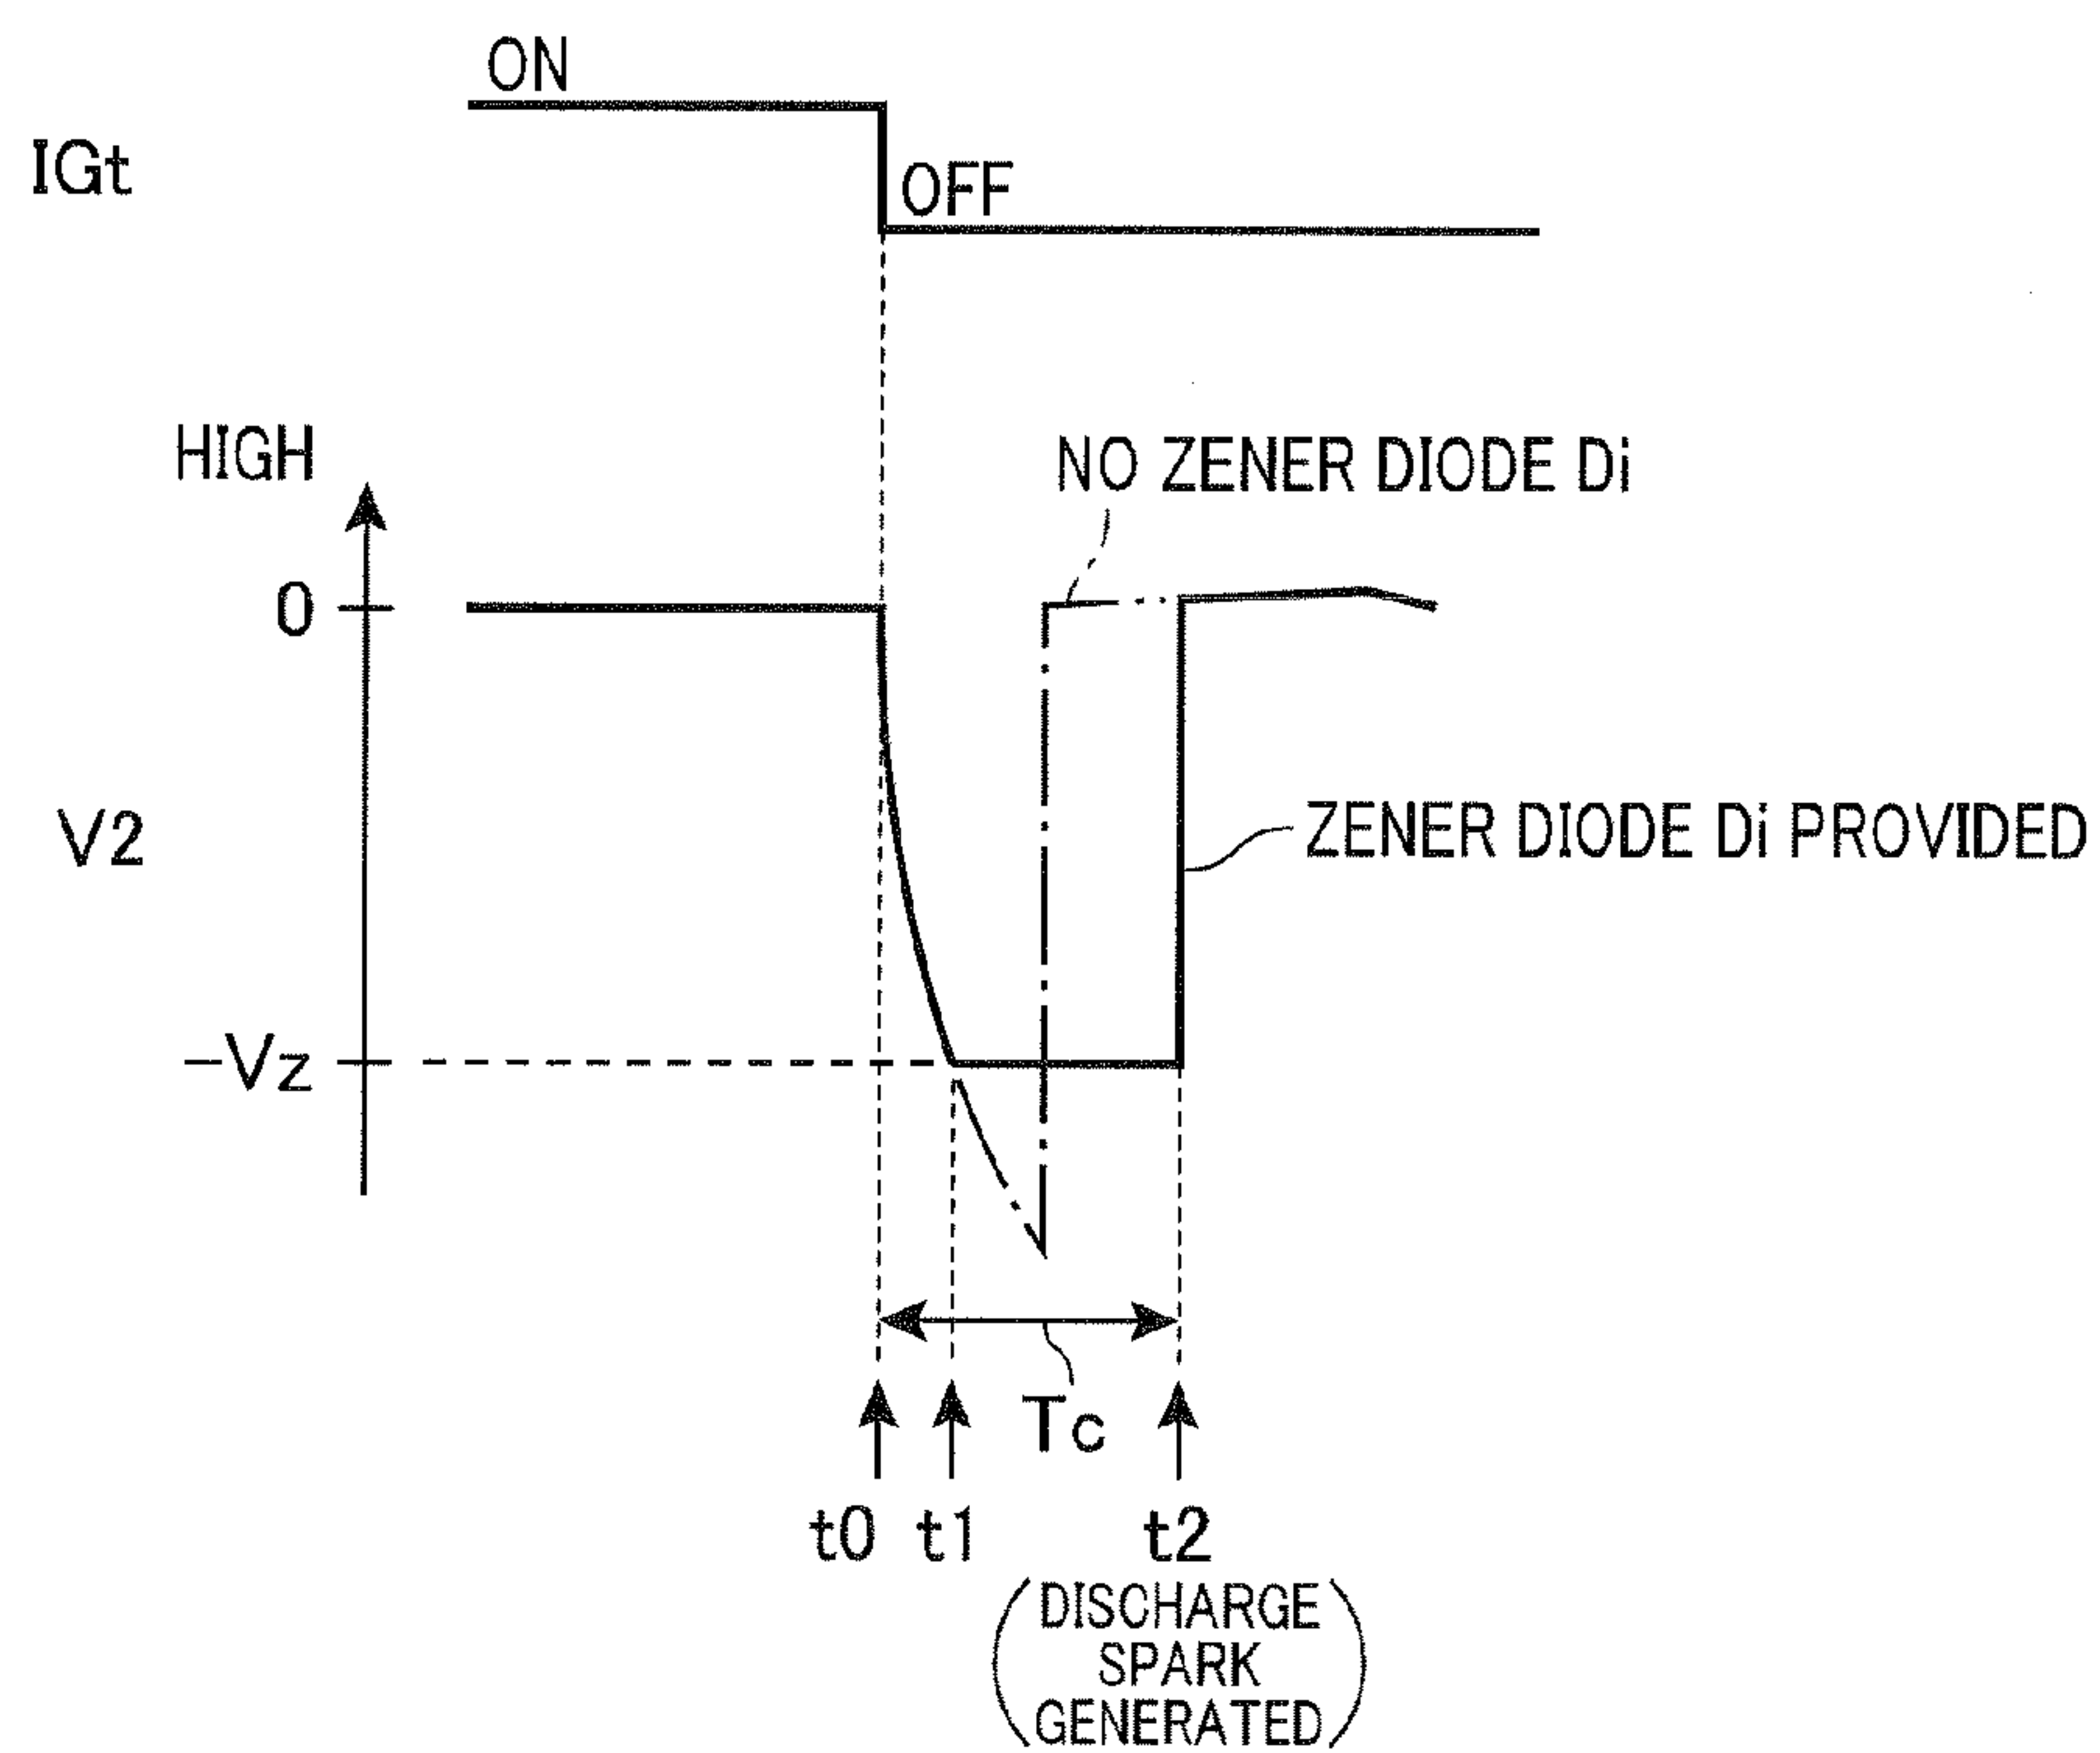 ON
IGt
OFF
HIGH
NO ZENER DIODE Di
0
V2
ZENER DIODE Di PROVIDED
-Vz
Tc
t0 t1 t2
(DISCHARGE
SPARK
GENERATED)